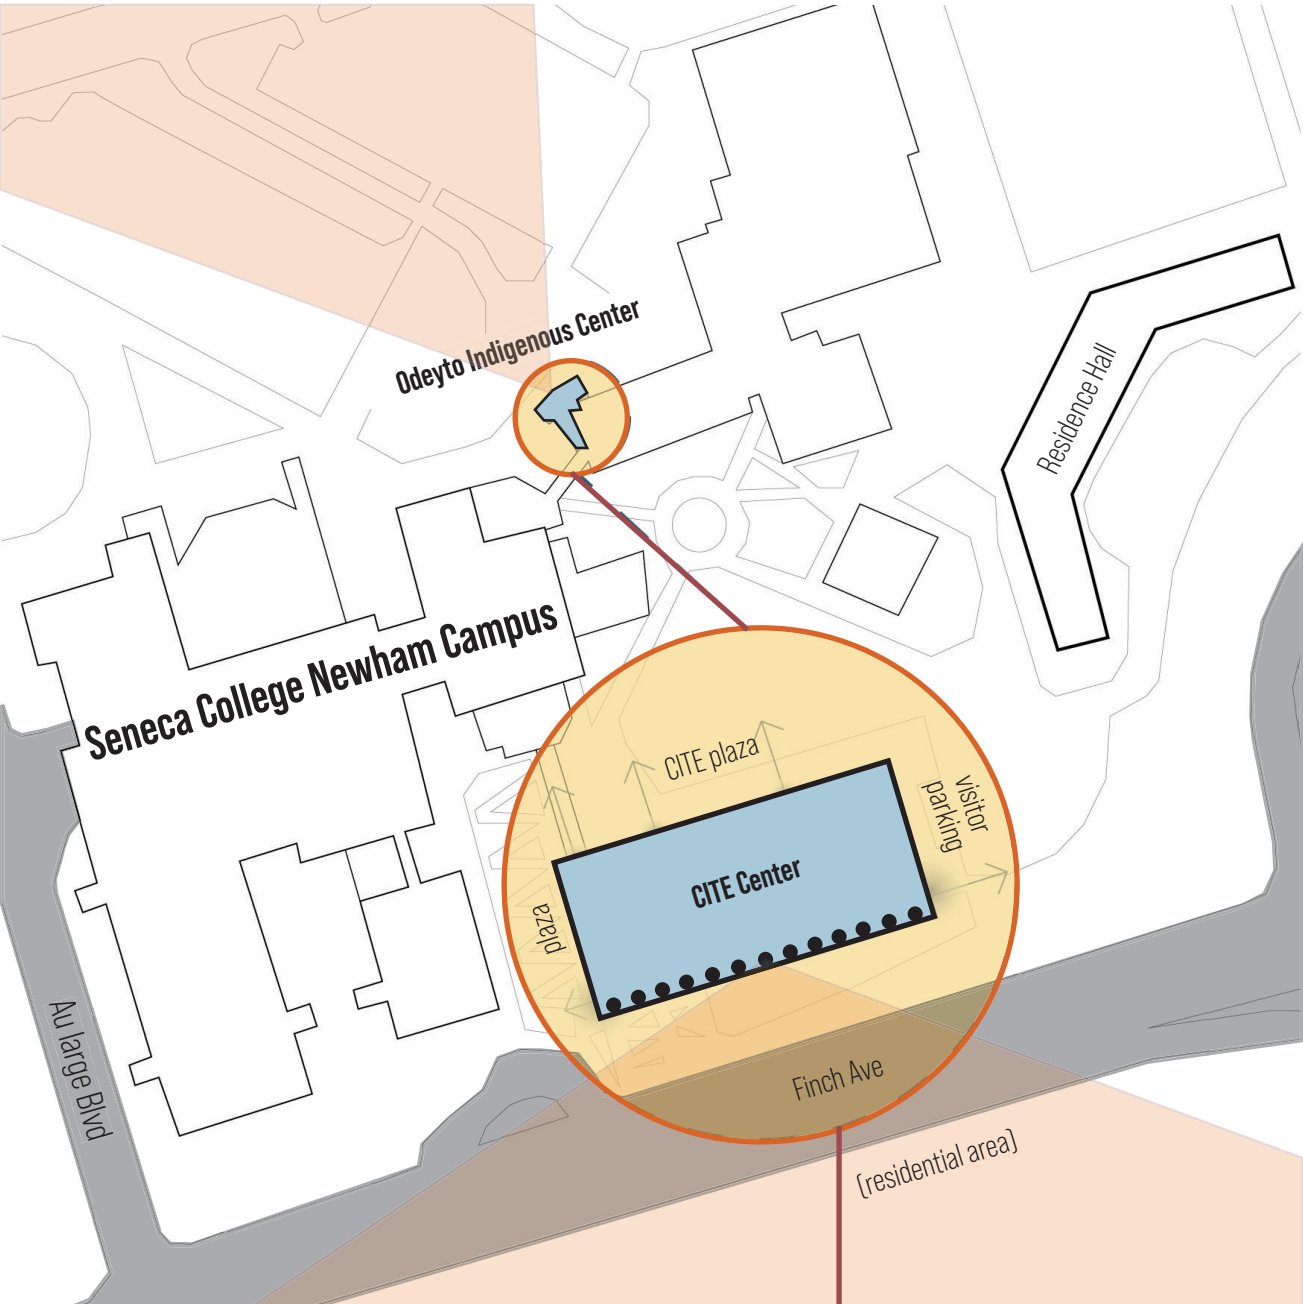 Odeyto Indigenous Center
Residence Hall
Seneca College Newham Campus
CITE plaza
visitor
parking
CITE Center
plaza
Au large Blvd
Finch Ave
(residential area)